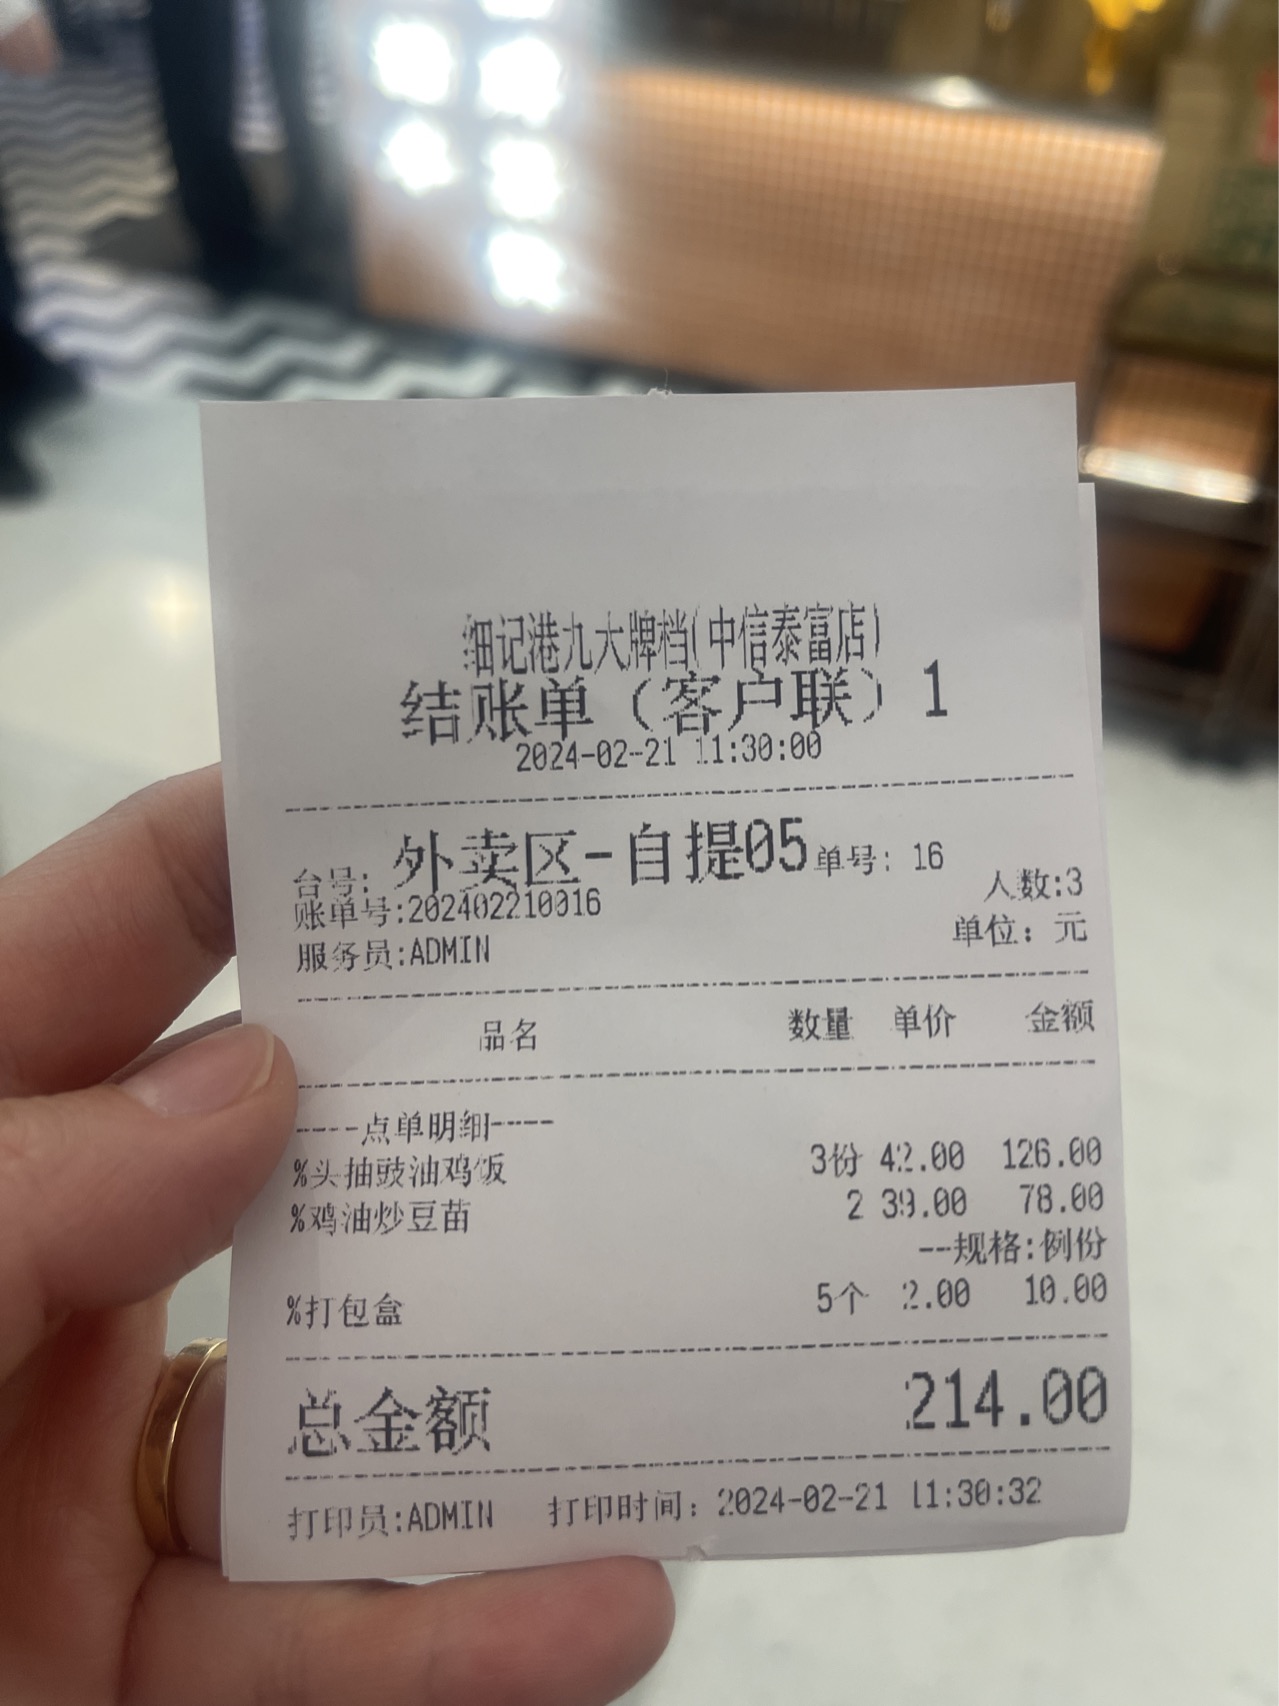 细记港九大牌档(中信泰富店)
结账单（客户联）1
2024-02-21 11:30:00
台号: 外卖区-自提05 单号: 16
账单号:202402210016 人数:3
服务员:ADMIN 单位: 元
品名 数量 单价 金额
----点单明细----
%头抽豉油鸡饭 3份 42.00 126.00
%鸡油炒豆苗 2 39.00 78.00
--规格:例份
%打包盒 5个 2.00 10.00
总金额 214.00
打印员:ADMIN 打印时间: 2024-02-21 11:30:32